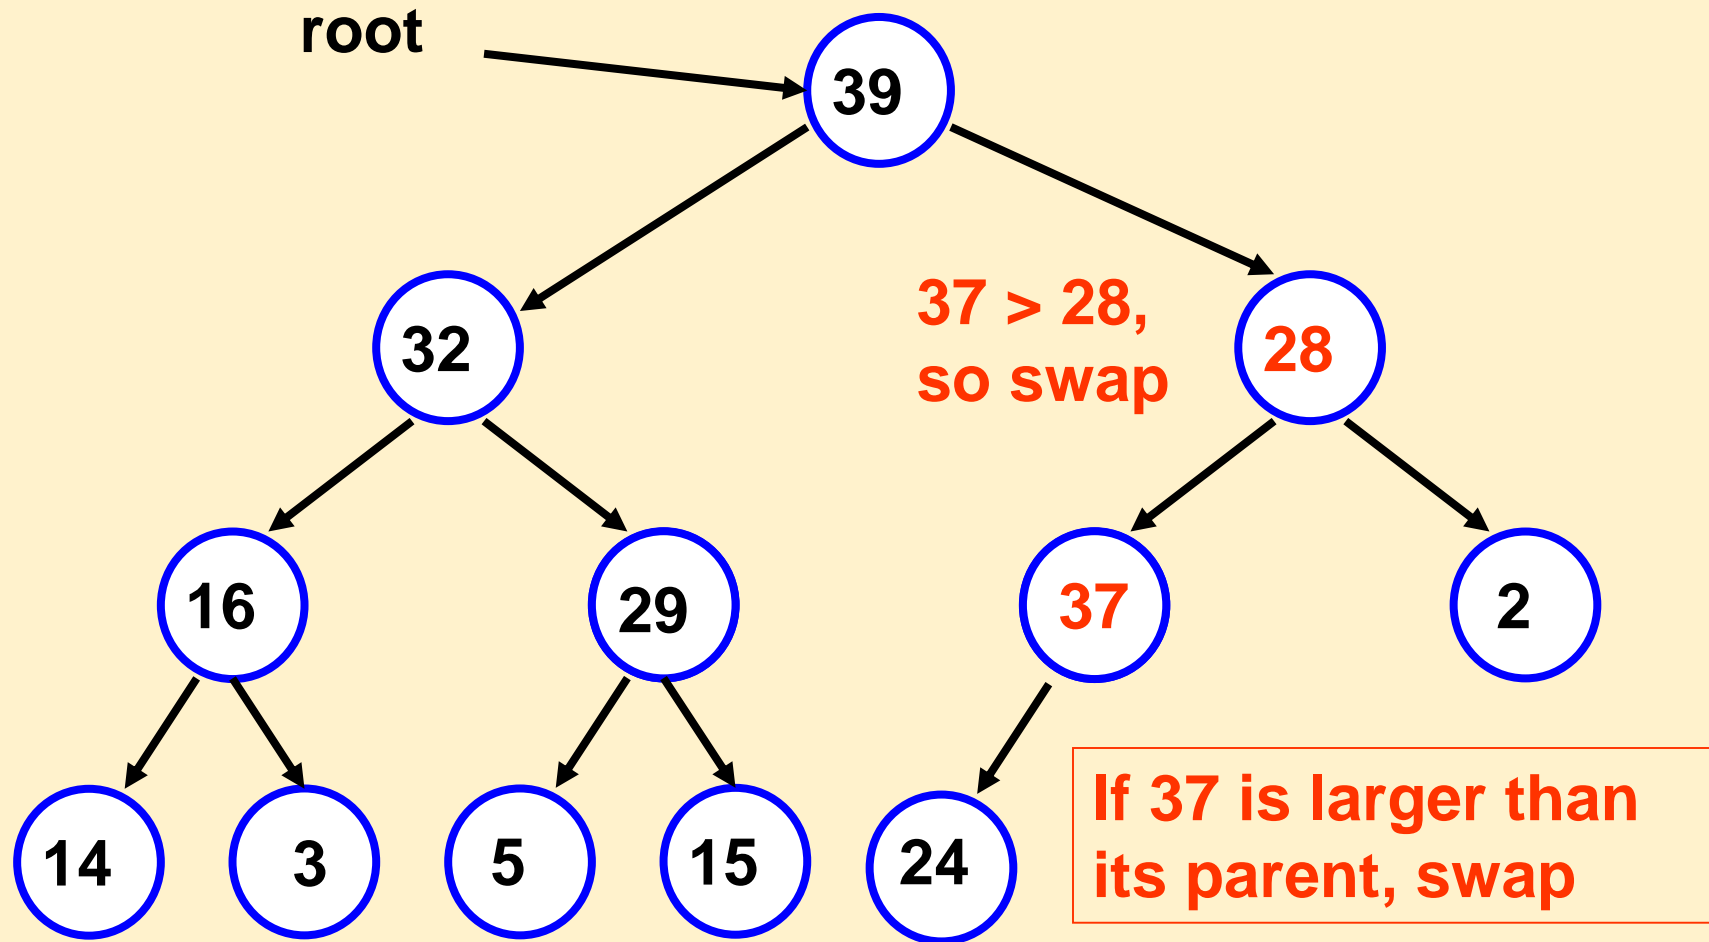 root
39
37 > 28,
so swap
32
28
16
29
37
2
If 37 is larger than
its parent, swap
14
3
5
15
24